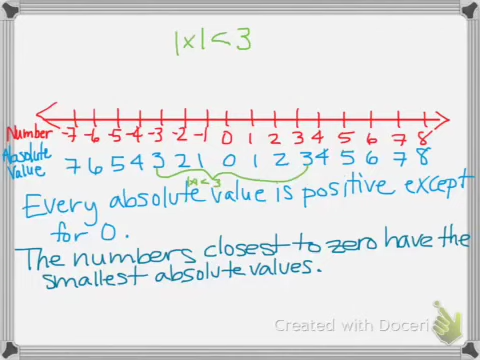 |x| < 3
Number -7 -6 -5 -4 -3 -2 -1 0 1 2 3 4 5 6 7 8
Absolute Value 7 6 5 4 3 2 1 0 1 2 3 4 5 6 7 8
|x| < 3
Every absolute value is positive except
for 0.
The numbers closest to zero have the
smallest absolute values.
Created with Doceri